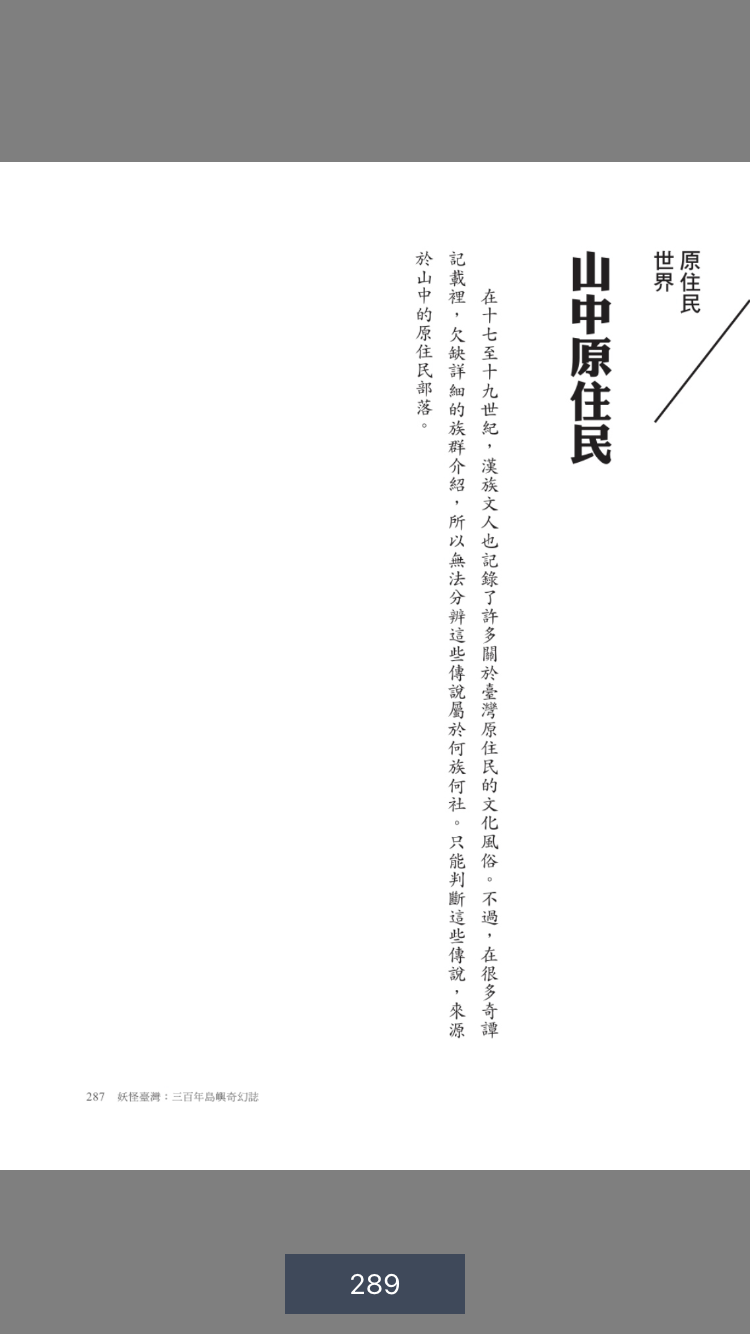 原住民
世界
山中原住民
在十七至十九世紀，漢族文人也記錄了許多關於臺灣原住民的文化風俗。不過，在很多奇譚
記載裡，欠缺詳細的族群介紹，所以無法分辨這些傳說屬於何族何社。只能判斷這些傳說，來源
於山中的原住民部落。
287 妖怪臺灣：三百年島嶼奇幻誌
289